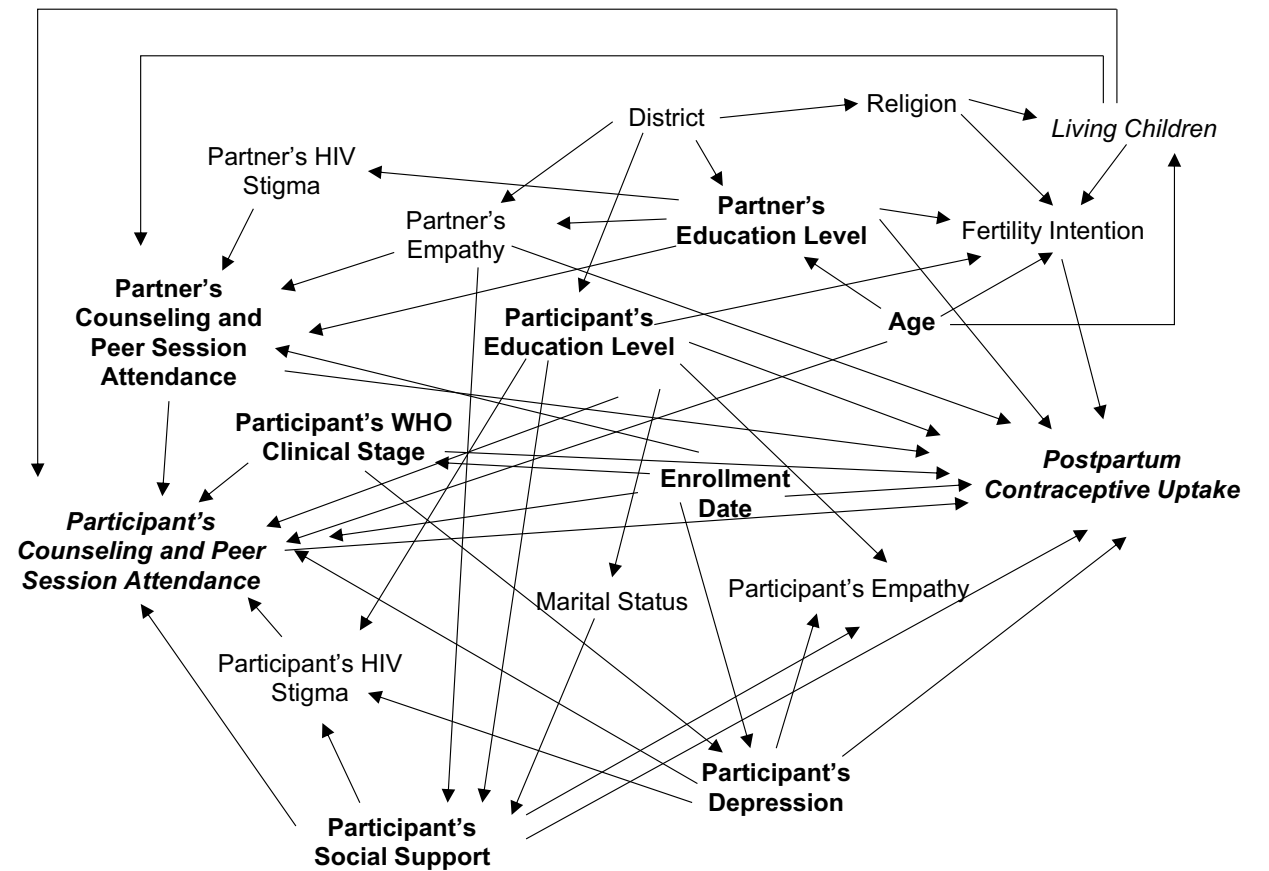 Religion
District
Living Children
Partner’s HIV
Stigma
Partner’s
Education Level
Partner’s
Empathy
Fertility Intention
Partner’s
Counseling and
Peer Session
Attendance
Participant’s
Education Level
Age
Participant’s WHO
Clinical Stage
Enrollment
Date
Postpartum
Contraceptive Uptake
Participant’s
Counseling and Peer
Session Attendance
Marital Status
Participant’s Empathy
Participant’s HIV
Stigma
Participant’s
Depression
Participant’s
Social Support